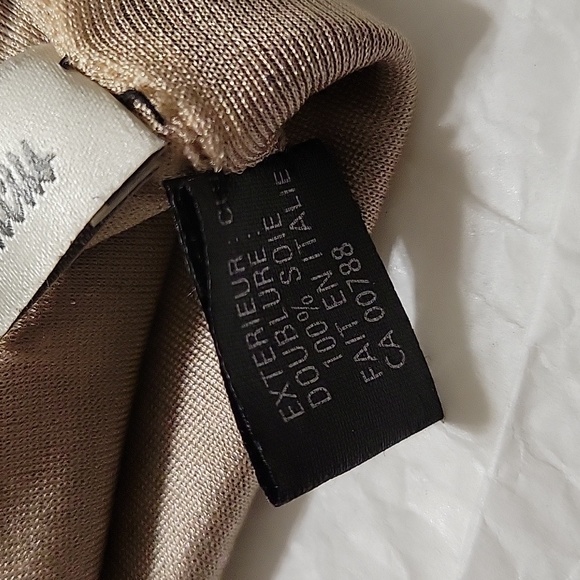 EXTERIEUR :
DOUBLURE :
100% SOIE
FAIT EN ITALIE
CA 00788